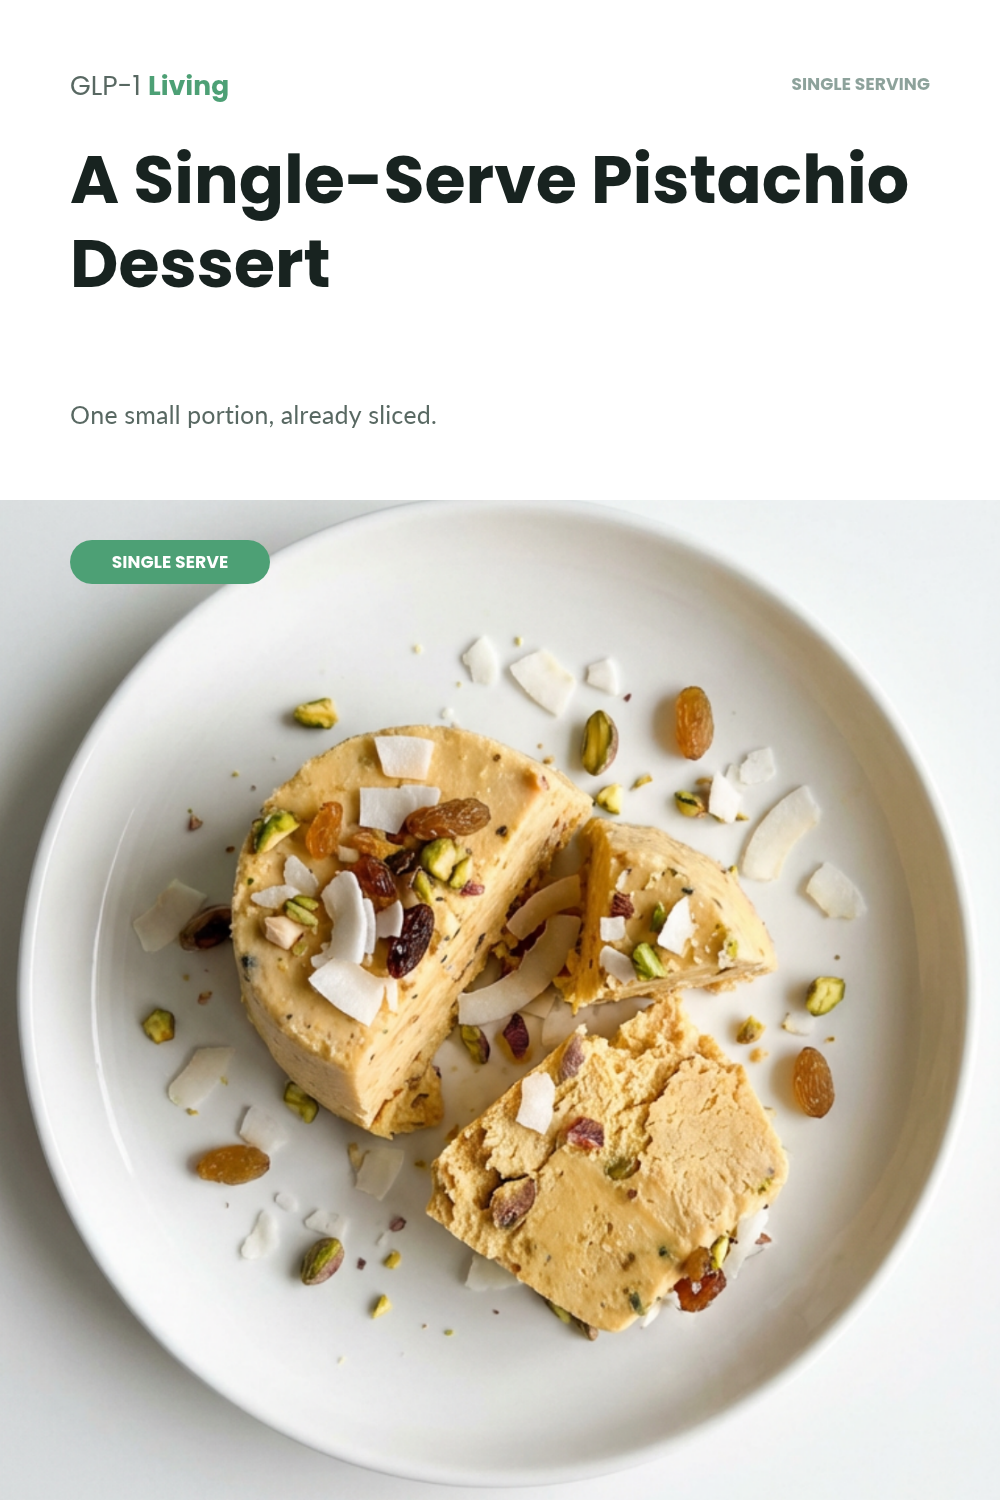 GLP-1 Living
SINGLE SERVING
A Single-Serve Pistachio
Dessert
One small portion, already sliced.
SINGLE SERVE